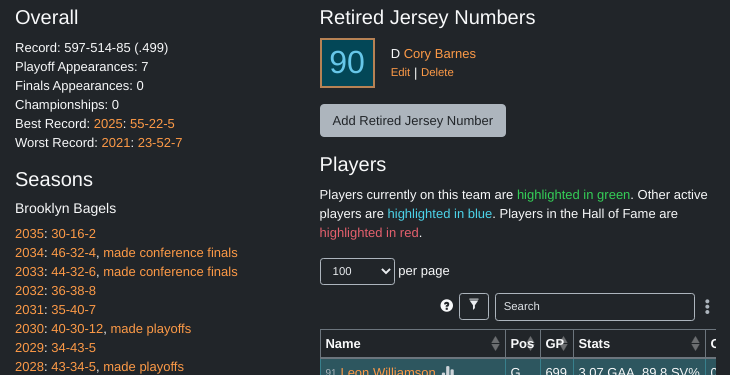 Overall
Record: 597-514-85 (.499)
Playoff Appearances: 7
Finals Appearances: 0
Championships: 0
Best Record: 2025: 55-22-5
Worst Record: 2021: 23-52-7
Seasons
Brooklyn Bagels
2035: 30-16-2
2034: 46-32-4, made conference finals
2033: 44-32-6, made conference finals
2032: 36-38-8
2031: 35-40-7
2030: 40-30-12, made playoffs
2029: 34-43-5
2028: 43-34-5, made playoffs
Retired Jersey Numbers
90
D Cory Barnes
Edit | Delete
Add Retired Jersey Number
Players
Players currently on this team are highlighted in green. Other active
players are highlighted in blue. Players in the Hall of Fame are
highlighted in red.
100 per page
? Search
Name Pos GP Stats
91 Leon Williamson G 699 3.07 GAA, 89.8 SV%